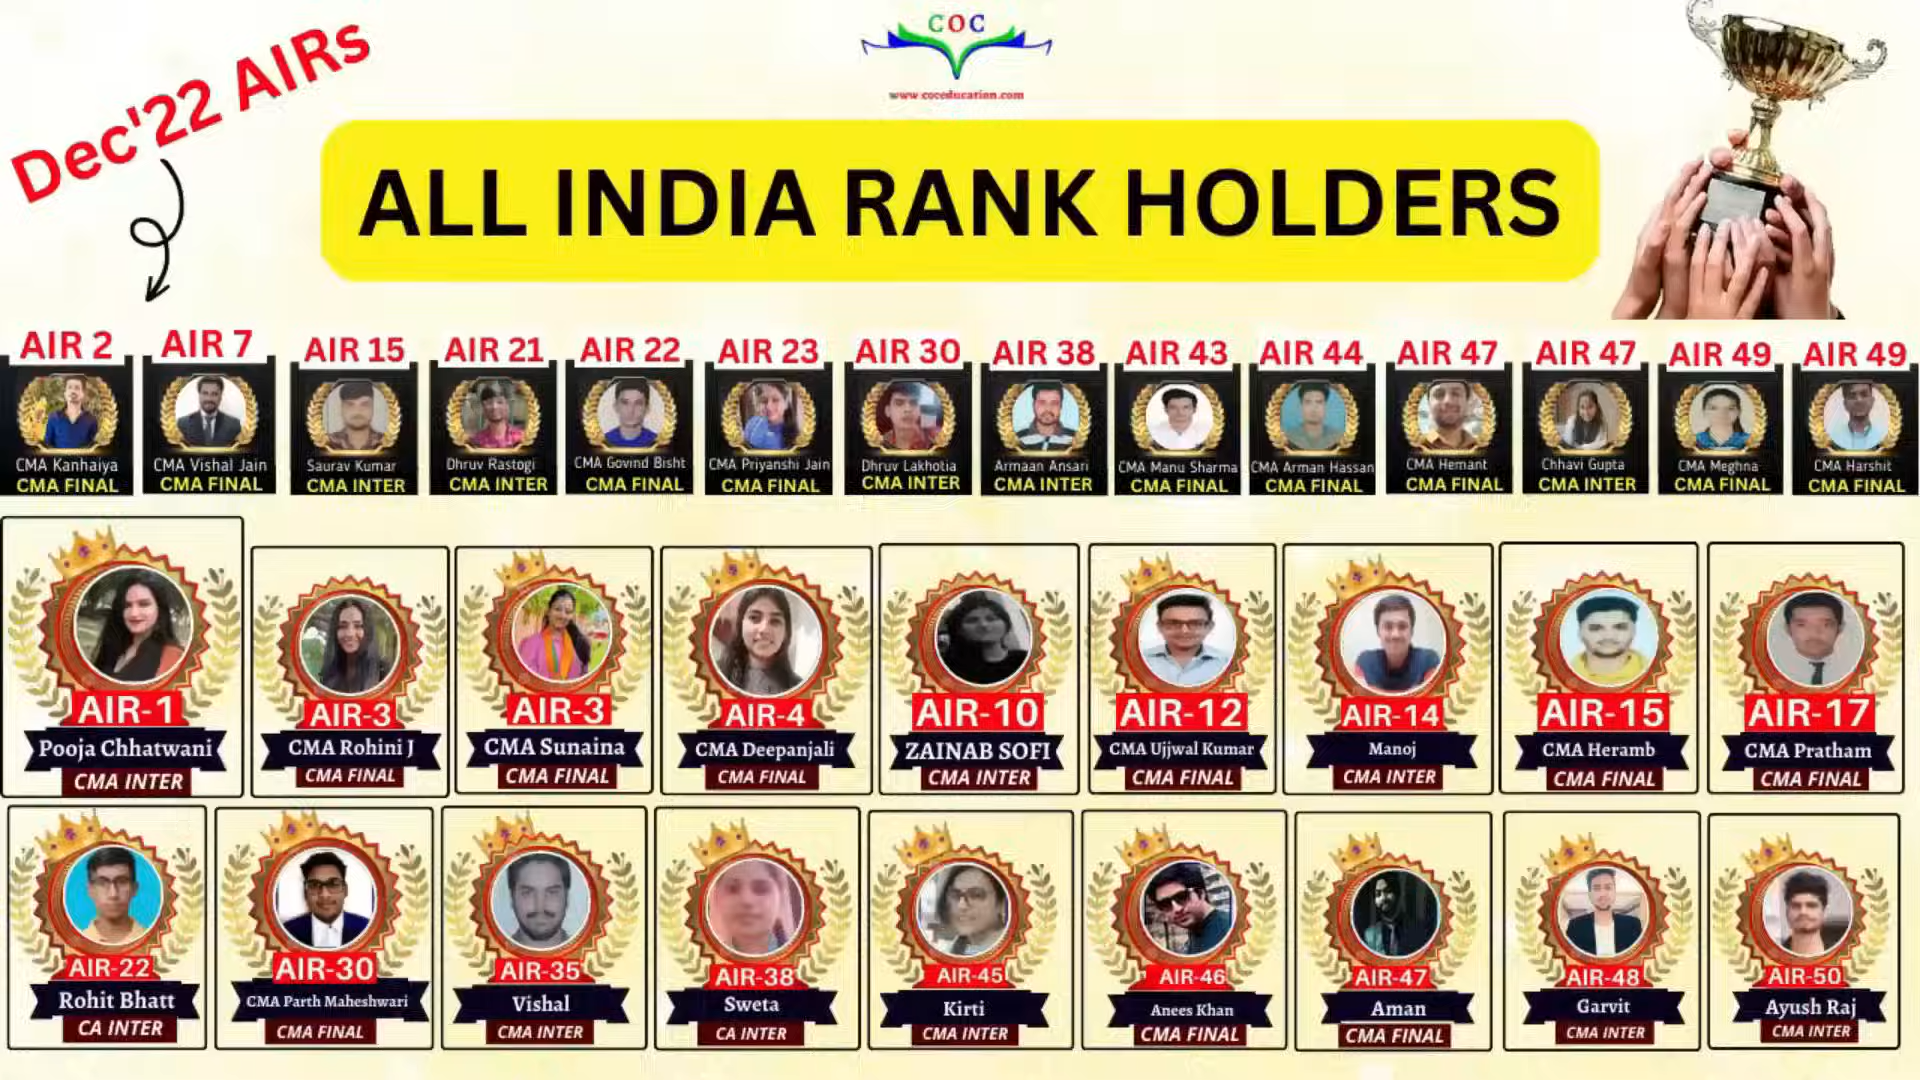 COC
www.coceducation.com
Dec'22 AIRs
ALL INDIA RANK HOLDERS
AIR 2
CMA Kanhaiya
CMA FINAL
AIR 7
CMA Vishal Jain
CMA FINAL
AIR 15
Saurav Kumar
CMA INTER
AIR 21
Dhruv Rastogi
CMA INTER
AIR 22
CMA Govind Bisht
CMA FINAL
AIR 23
CMA Priyanshi Jain
CMA FINAL
AIR 30
Dhruv Lakhotia
CMA INTER
AIR 38
Armaan Ansari
CMA INTER
AIR 43
CMA Manu Sharma
CMA FINAL
AIR 44
CMA Arman Hassan
CMA FINAL
AIR 47
CMA Hemant
CMA FINAL
AIR 47
Chhavi Gupta
CMA INTER
AIR 49
CMA Meghna
CMA FINAL
AIR 49
CMA Harshit
CMA FINAL
AIR-1
Pooja Chhatwani
CMA INTER
AIR-3
CMA Rohini J
CMA FINAL
AIR-3
CMA Sunaina
CMA FINAL
AIR-4
CMA Deepanjali
CMA FINAL
AIR-10
ZAINAB SOFI
CMA INTER
AIR-12
CMA Ujjwal Kumar
CMA FINAL
AIR-14
Manoj
CMA INTER
AIR-15
CMA Heramb
CMA FINAL
AIR-17
CMA Pratham
CMA FINAL
AIR-22
Rohit Bhatt
CA INTER
AIR-30
CMA Parth Maheshwari
CMA FINAL
AIR-35
Vishal
CMA INTER
AIR-38
Sweta
CA INTER
AIR-45
Kirti
CMA INTER
AIR-46
Anees Khan
CMA FINAL
AIR-47
Aman
CMA FINAL
AIR-48
Garvit
CMA INTER
AIR-50
Ayush Raj
CMA INTER